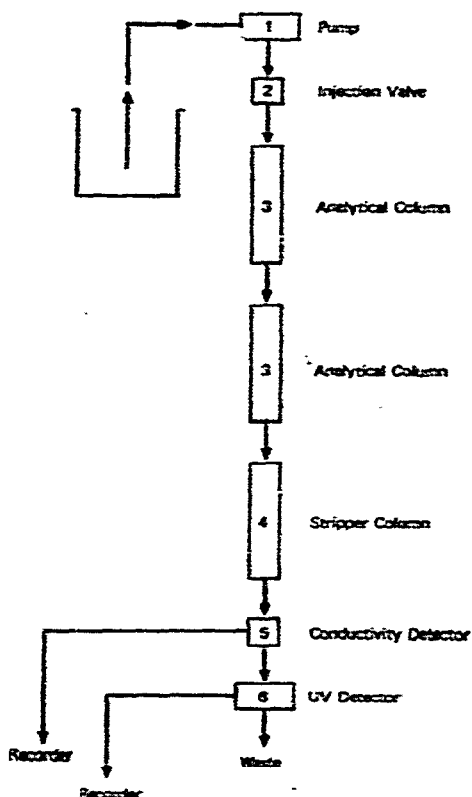 1 Pump
2 Injection Valve
3 Analytical Column
3 Analytical Column
4 Stripper Column
5 Conductivity Detector
6 UV Detector
Recorder
Waste
Recorder